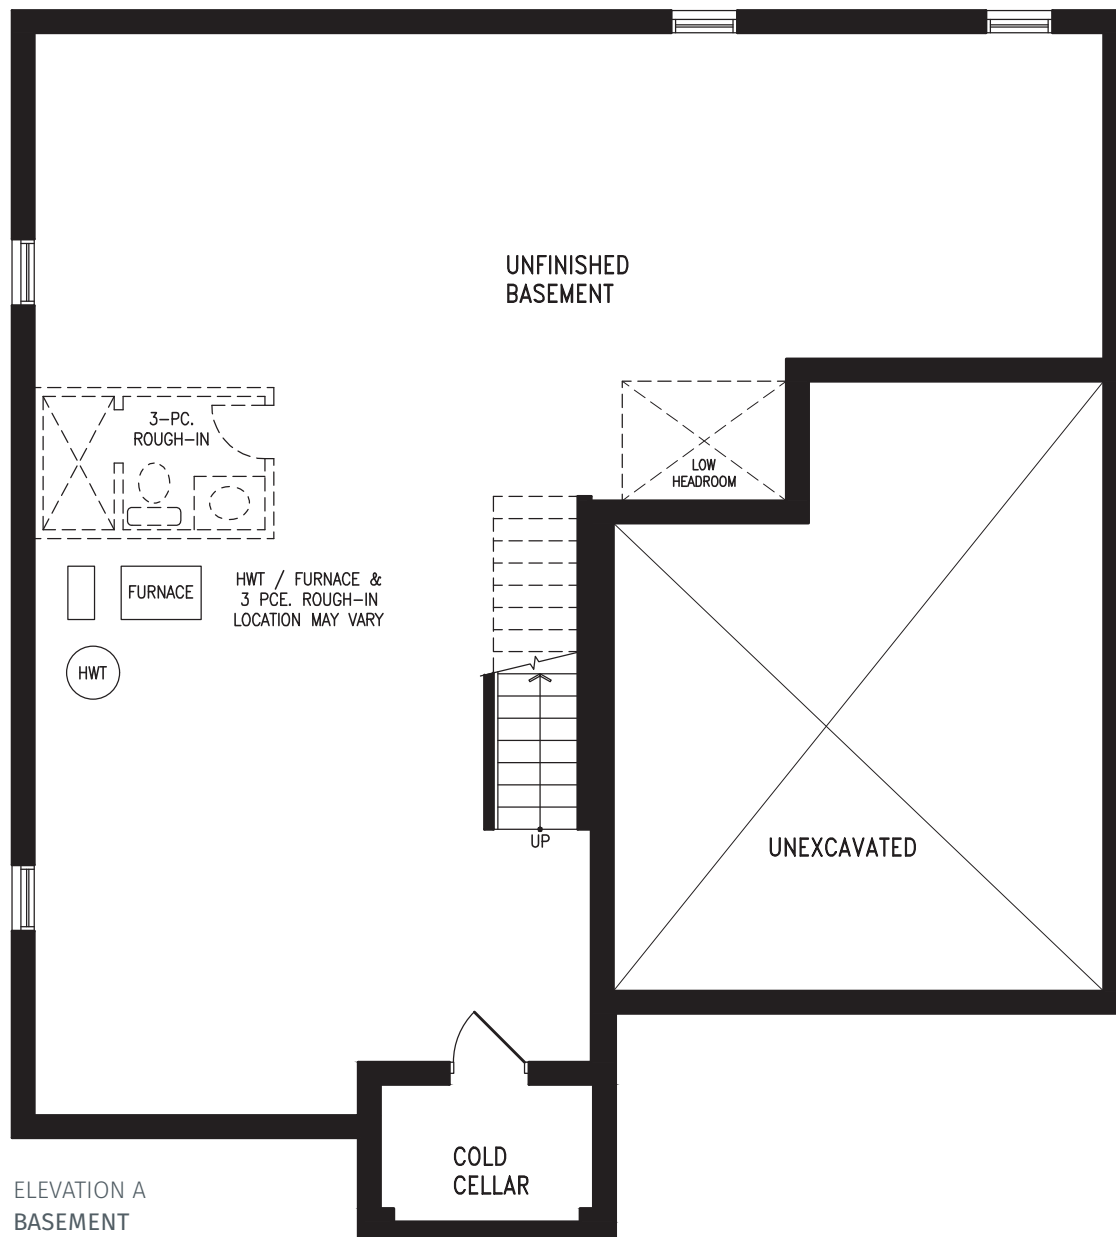 UNFINISHED
BASEMENT
3-PC.
ROUGH-IN
LOW
HEADROOM
FURNACE
HWT / FURNACE &
3 PCE. ROUGH-IN
LOCATION MAY VARY
HWT
UP
UNEXCAVATED
COLD
CELLAR
ELEVATION A
BASEMENT